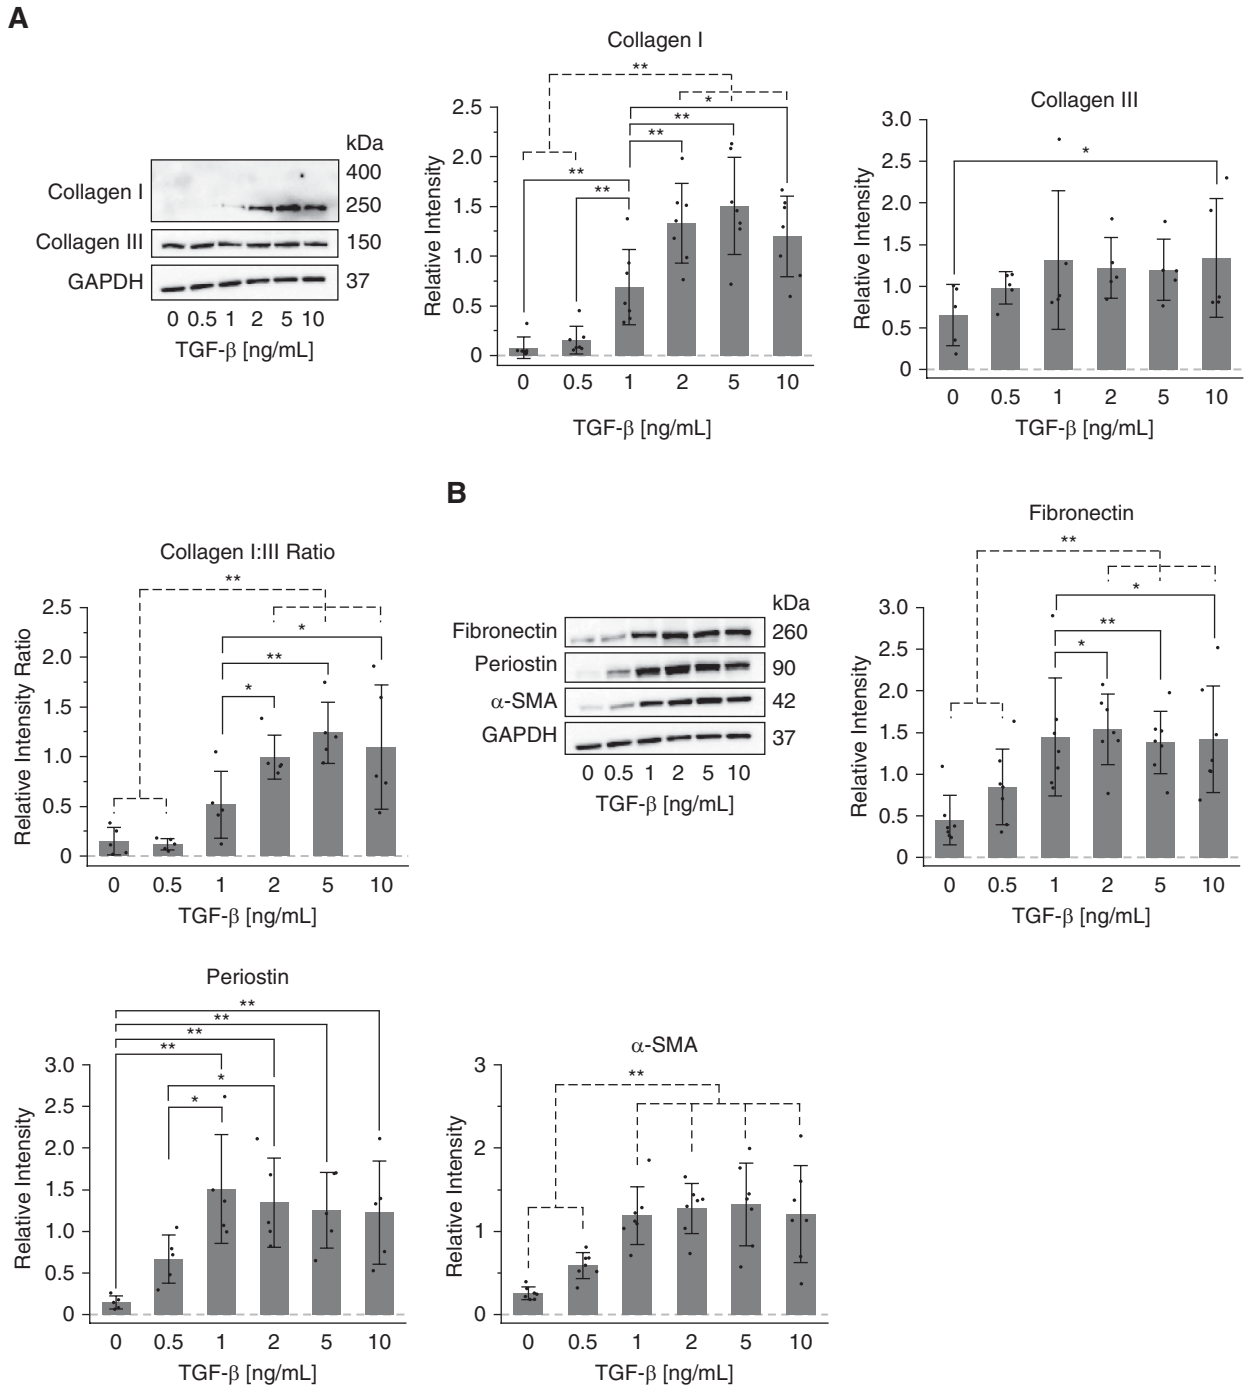 A
kDa
Collagen I
400
250
Collagen III
150
GAPDH
37
0 0.5 1 2 5 10
TGF-β [ng/mL]
Collagen I
**
*
**
**
**
**
Relative Intensity
2.5
2.0
1.5
1.0
0.5
0
0 0.5 1 2 5 10
TGF-β [ng/mL]
Collagen III
*
Relative Intensity
3.0
2.5
2.0
1.5
1.0
0.5
0
0 0.5 1 2 5 10
TGF-β [ng/mL]
Collagen I:III Ratio
**
*
**
*
Relative Intensity Ratio
2.5
2.0
1.5
1.0
0.5
0
0 0.5 1 2 5 10
TGF-β [ng/mL]
B
kDa
Fibronectin
260
Periostin
90
α-SMA
42
GAPDH
37
0 0.5 1 2 5 10
TGF-β [ng/mL]
Fibronectin
**
*
**
*
Relative Intensity
3.0
2.5
2.0
1.5
1.0
0.5
0
0 0.5 1 2 5 10
TGF-β [ng/mL]
Periostin
**
**
**
**
*
*
Relative Intensity
3.0
2.5
2.0
1.5
1.0
0.5
0
0 0.5 1 2 5 10
TGF-β [ng/mL]
α-SMA
**
Relative Intensity
3
2
1
0
0 0.5 1 2 5 10
TGF-β [ng/mL]